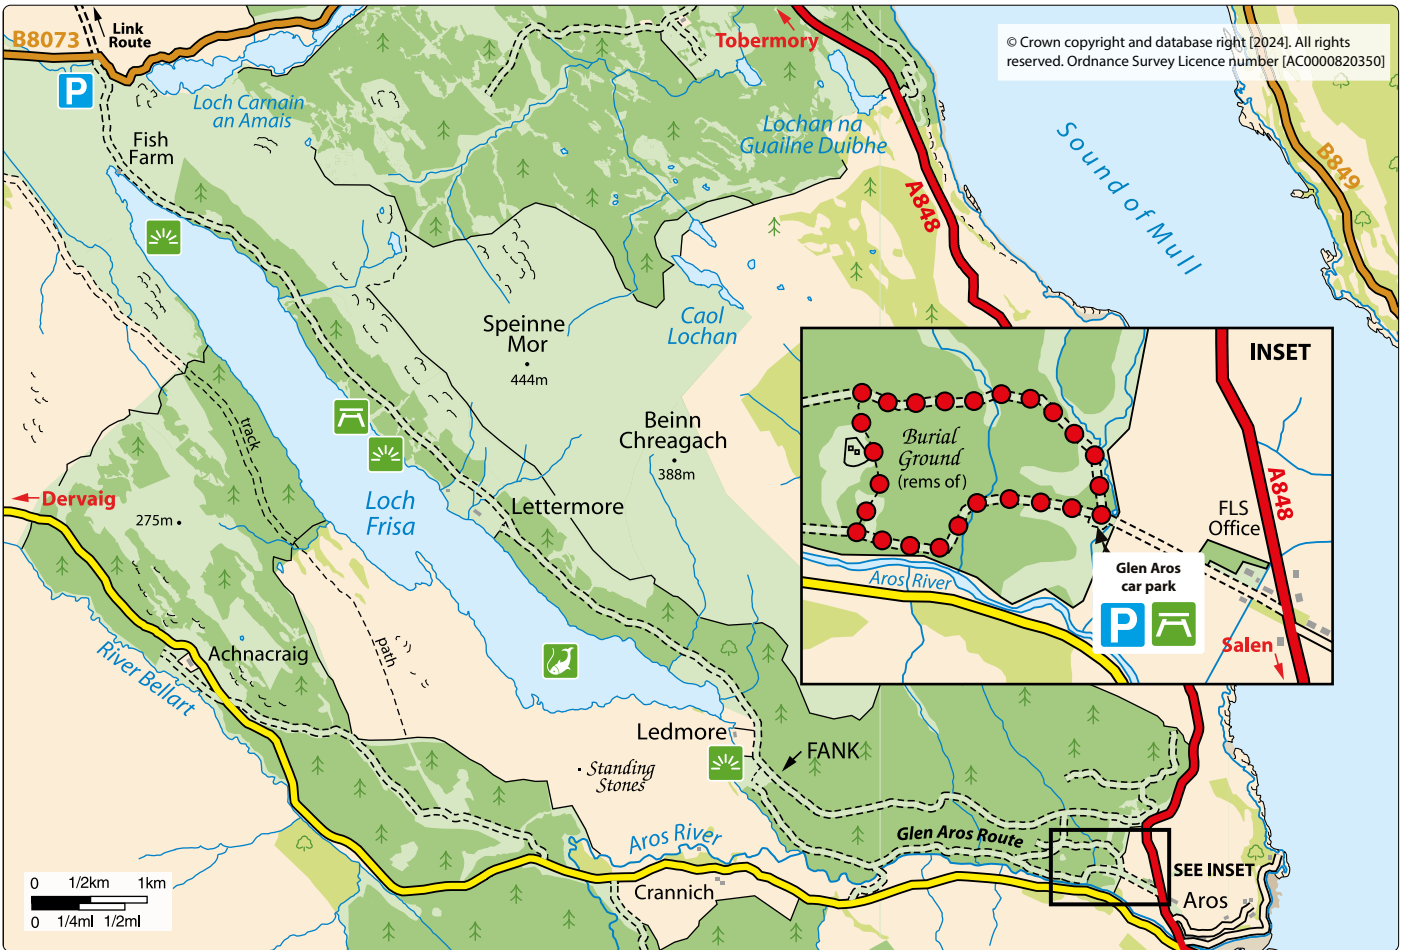 B8073
Link
Route
Tobermory
© Crown copyright and database right [2024]. All rights
reserved. Ordnance Survey Licence number [AC0000820350]
P
Loch Carnain
an Amais
Fish
Farm
Lochan na
Guailne Duibhe
A848
Sound of Mull
B849
Speinne
Mor
444m
Caol
Lochan
Beinn
Chreagach
388m
track
Dervaig
275m
Loch
Frisa
Lettermore
INSET
Burial
Ground
(rems of)
A848
FLS
Office
Aros River
Glen Aros
car park
P
Salen
River Bellart
Achnacraig
path
Ledmore
FANK
Standing
Stones
Aros River
Glen Aros Route
Crannich
SEE INSET
Aros
0 1/2km 1km
0 1/4ml 1/2ml